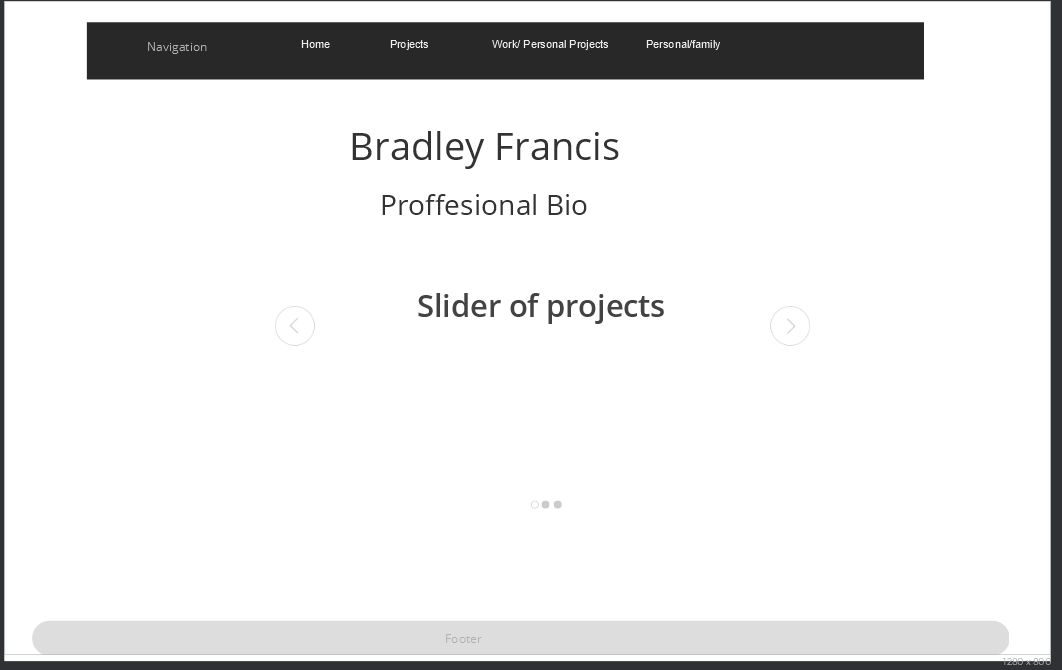 Navigation Home Projects Work/ Personal Projects Personal/family
Bradley Francis
Proffesional Bio
Slider of projects
Footer
1280 x 800